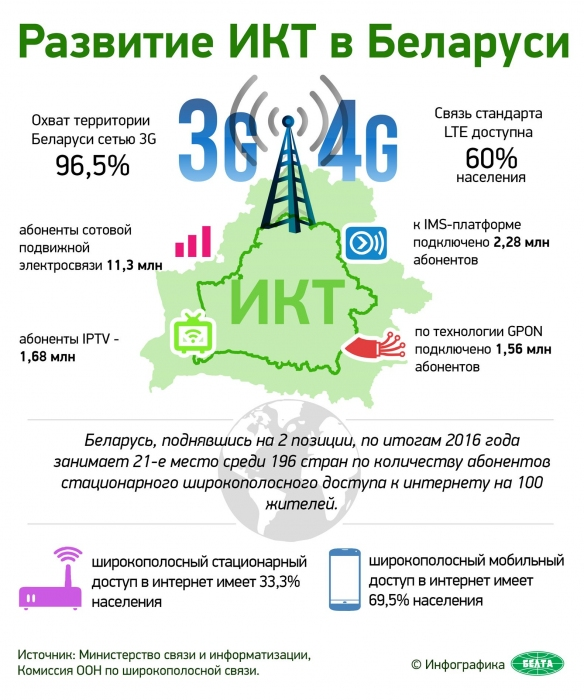 Развитие ИКТ в Беларуси
Охват территории
Беларуси сетью 3G
96,5%
3G 4G
Связь стандарта
LTE доступна
60%
населения
абоненты сотовой
подвижной
электросвязи 11,3 млн
к IMS-платформе
подключено 2,28 млн
абонентов
ИКТ
абоненты IPTV -
1,68 млн
по технологии GPON
подключено 1,56 млн
абонентов
Беларусь, поднявшись на 2 позиции, по итогам 2016 года
занимает 21-е место среди 196 стран по количеству абонентов
стационарного широкополосного доступа к интернету на 100
жителей.
широкополосный стационарный
доступ в интернет имеет 33,3%
населения
широкополосный мобильный
доступ в интернет имеет
69,5% населения
Источник: Министерство связи и информатизации,
Комиссия ООН по широкополосной связи.
© Инфографика БЕЛТА